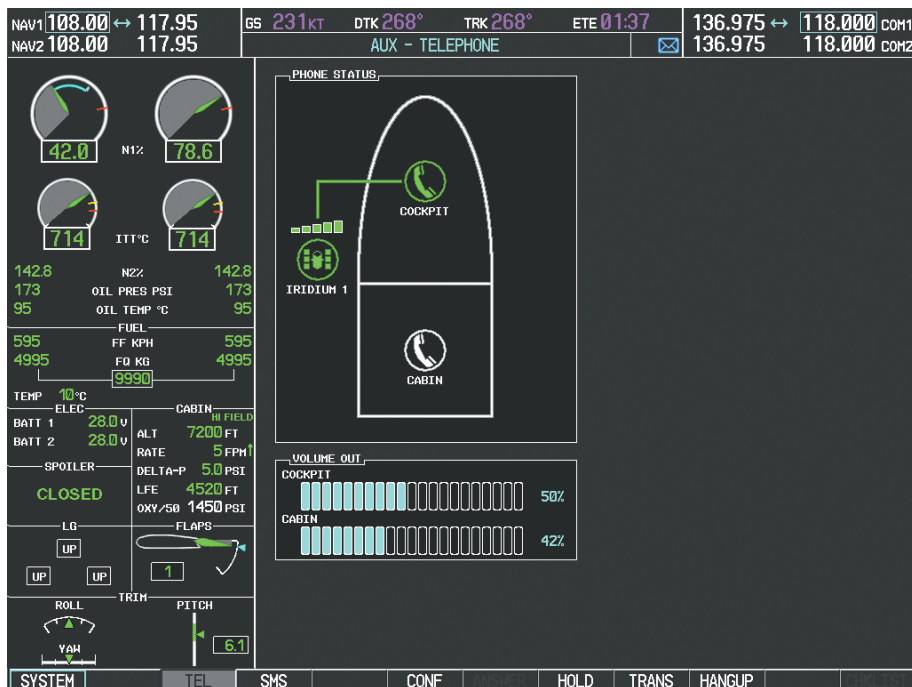 NAV1 108.00 ↔ 117.95
NAV2 108.00 117.95
GS 231KT DTK 268° TRK 268° ETE 01:37
AUX - TELEPHONE
136.975 ↔ 118.000 COM1
136.975 118.000 COM2
42.0 N1% 78.6
714 ITT°C 714
142.8 N2% 142.8
173 OIL PRES PSI 173
95 OIL TEMP °C 95
FUEL
595 FF KPH 595
4995 FQ KG 4995
9990
TEMP 10°C
ELEC
BATT 1 28.0 V
BATT 2 28.0 V
SPOILER
CLOSED
CABIN
HI FIELD
ALT 7200 FT
RATE 5 FPM↑
DELTA-P 5.0 PSI
LFE 4520 FT
OXY/50 1450 PSI
LG
UP
UP UP
FLAPS
1
TRIM
ROLL
YAW
PITCH
6.1
PHONE STATUS
COCKPIT
IRIDIUM 1
CABIN
VOLUME OUT
COCKPIT
50%
CABIN
42%
SYSTEM TEL SMS CONF ANSWER HOLD TRANS HANGUP CHKLIST